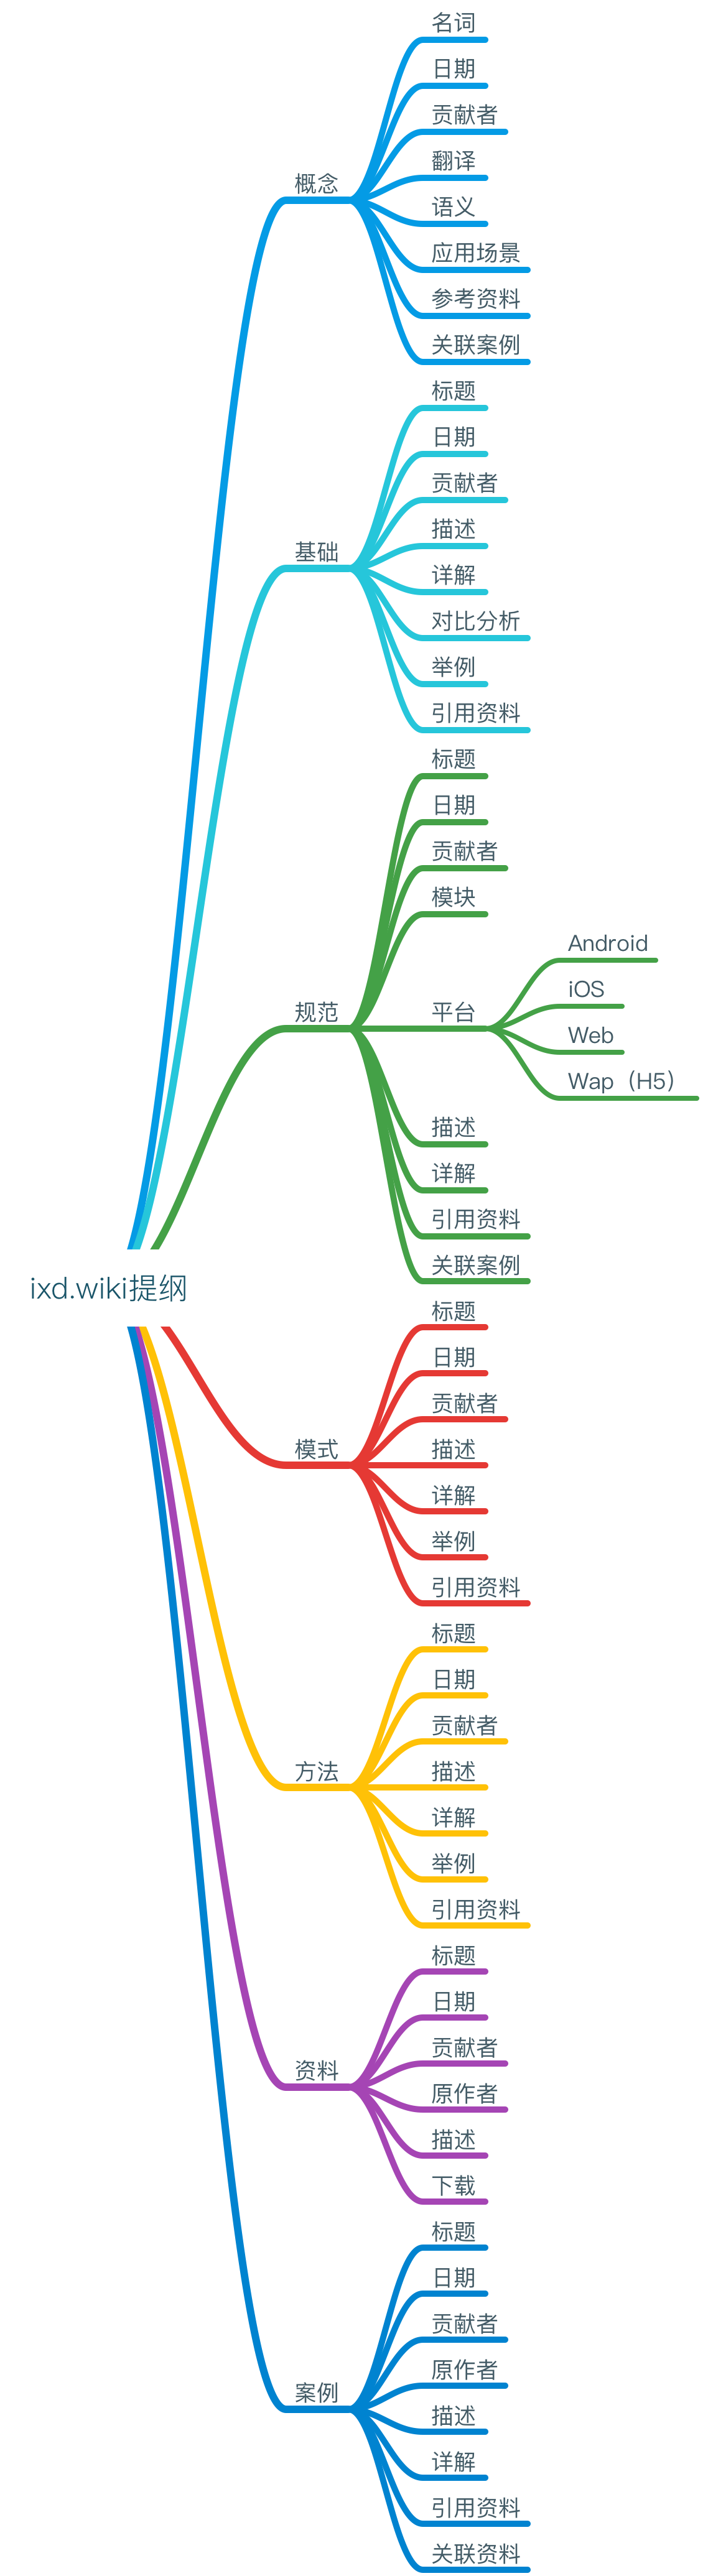 ixd.wiki提纲
概念
名词
日期
贡献者
翻译
语义
应用场景
参考资料
关联案例
基础
标题
日期
贡献者
描述
详解
对比分析
举例
引用资料
规范
标题
日期
贡献者
模块
平台
Android
iOS
Web
Wap（H5）
描述
详解
引用资料
关联案例
模式
标题
日期
贡献者
描述
详解
举例
引用资料
方法
标题
日期
贡献者
描述
详解
举例
引用资料
资料
标题
日期
贡献者
原作者
描述
下载
案例
标题
日期
贡献者
原作者
描述
详解
引用资料
关联资料